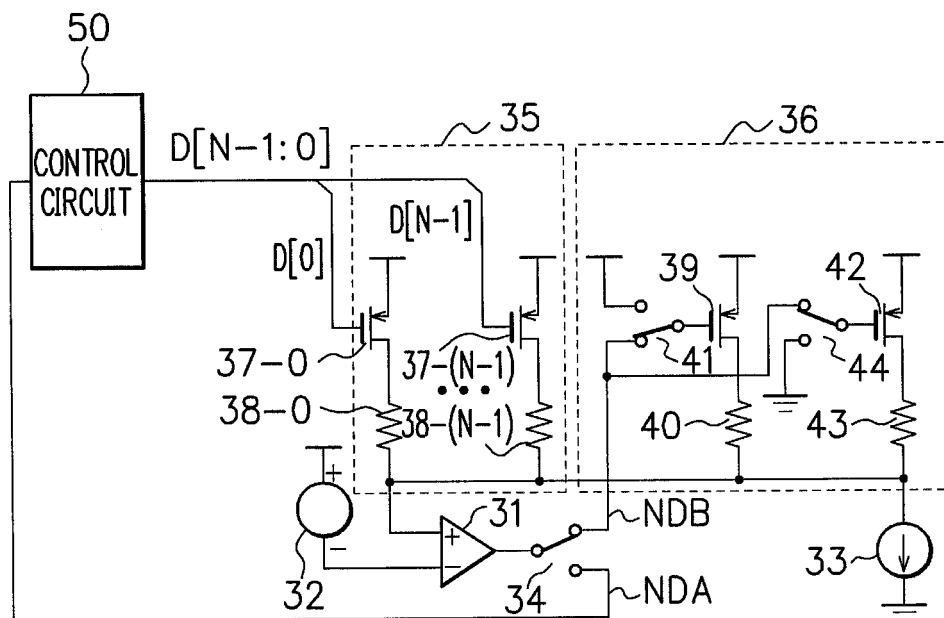 50
CONTROL
CIRCUIT
D[N-1:0]
35
36
D[0]
D[N-1]
39
42
37-0
37-(N-1)
41
44
38-0
38-(N-1)
40
43
+
-
32
31
+
-
34
NDB
NDA
33